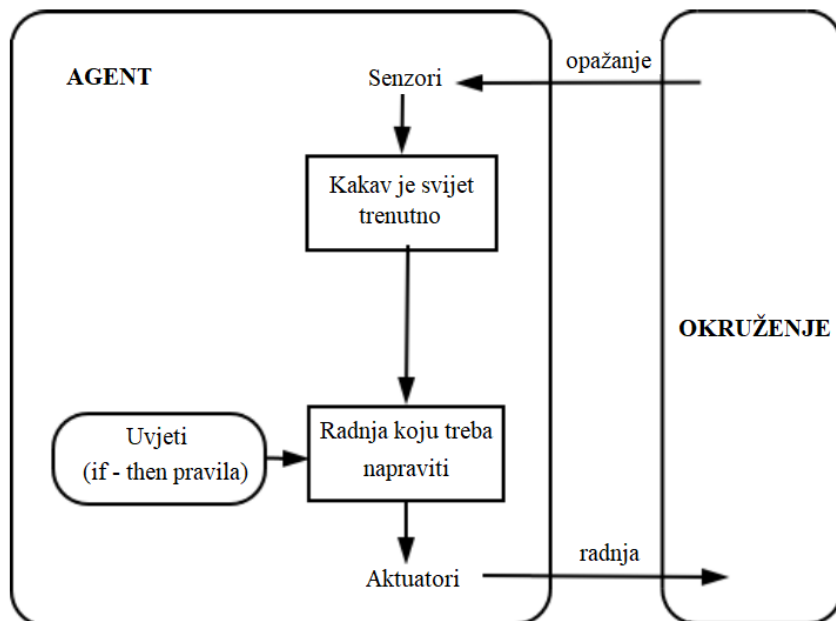 AGENT
Senzori
opažanje
Kakav je svijet
trenutno
OKRUŽENJE
Uvjeti
(if - then pravila)
Radnja koju treba
napraviti
Aktuatori
radnja